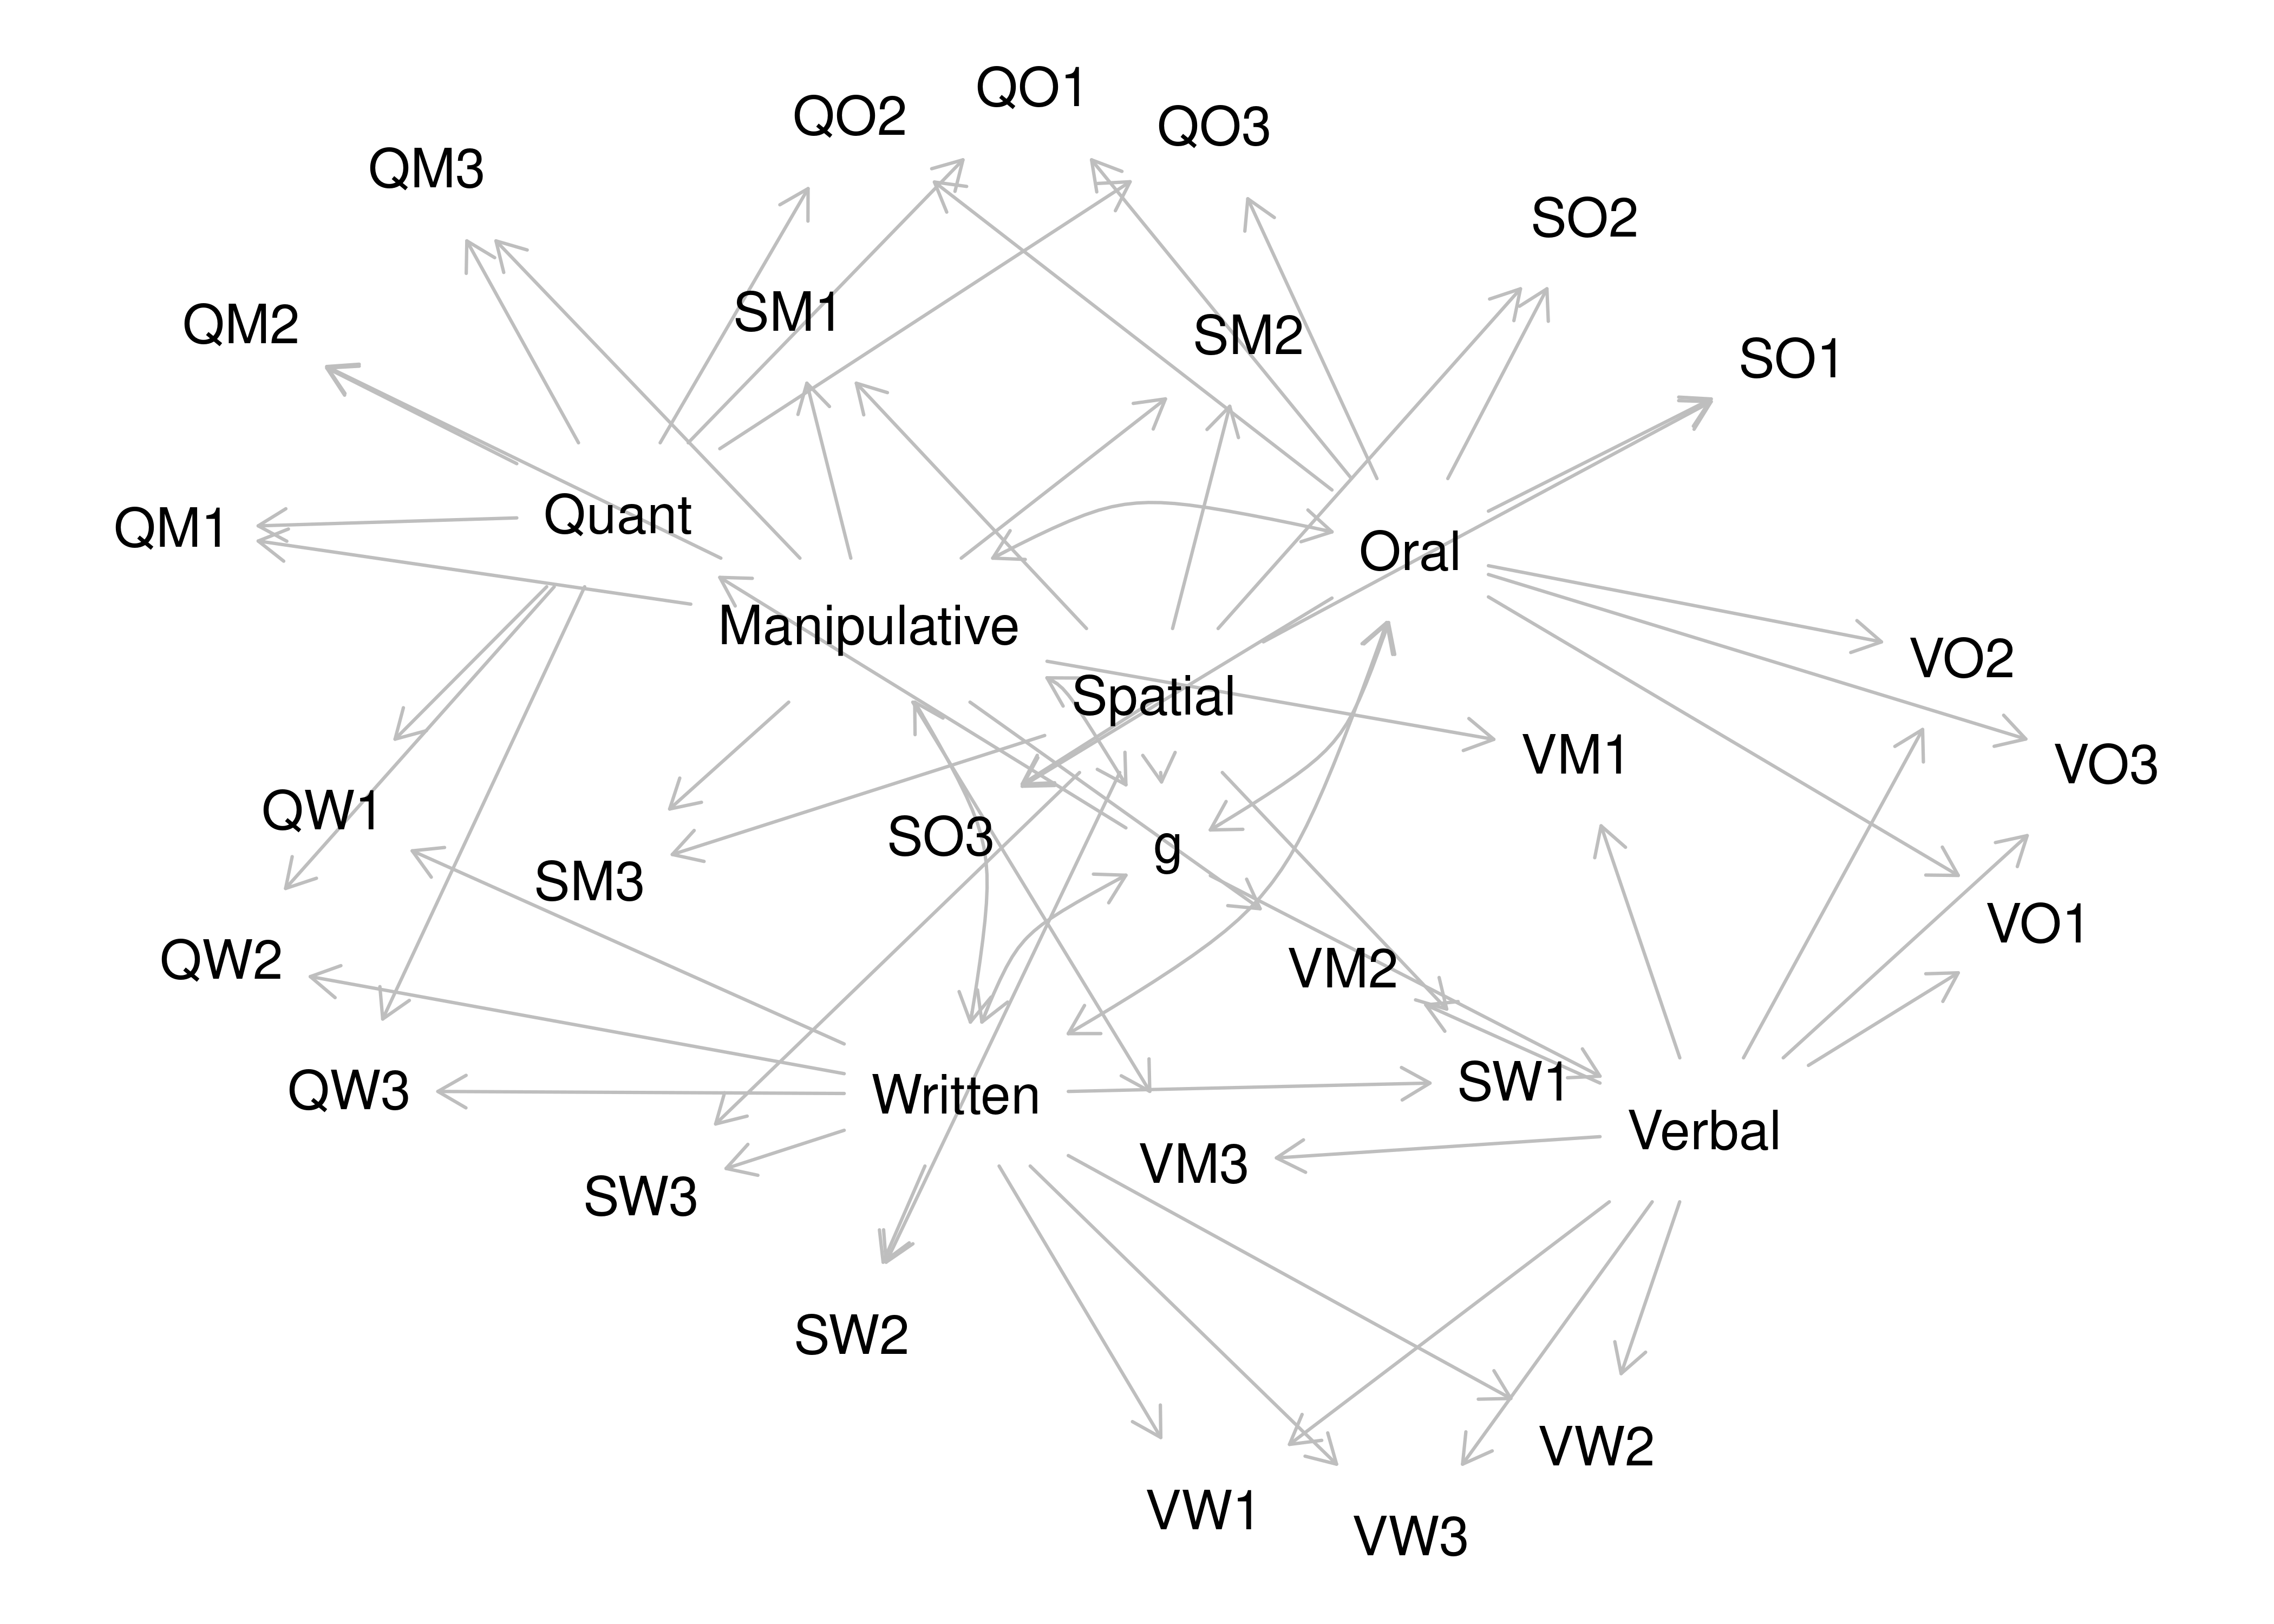 QO1
QO2
QO3
QM3
SO2
SM1
QM2
SM2
SO1
Quant
QM1
Oral
Manipulative
VO2
Spatial
VM1
VO3
QW1
SO3
g
SM3
VO1
QW2
VM2
SW1
QW3
Written
Verbal
VM3
SW3
SW2
VW2
VW1
VW3